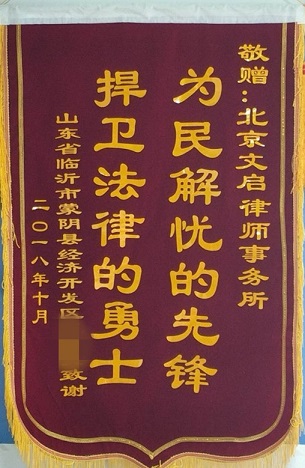 敬赠：北京文启律师事务所
为民解忧的先锋
捍卫法律的勇士
山东省临沂市蒙阴县经济开发区 致谢
二〇一八年十月